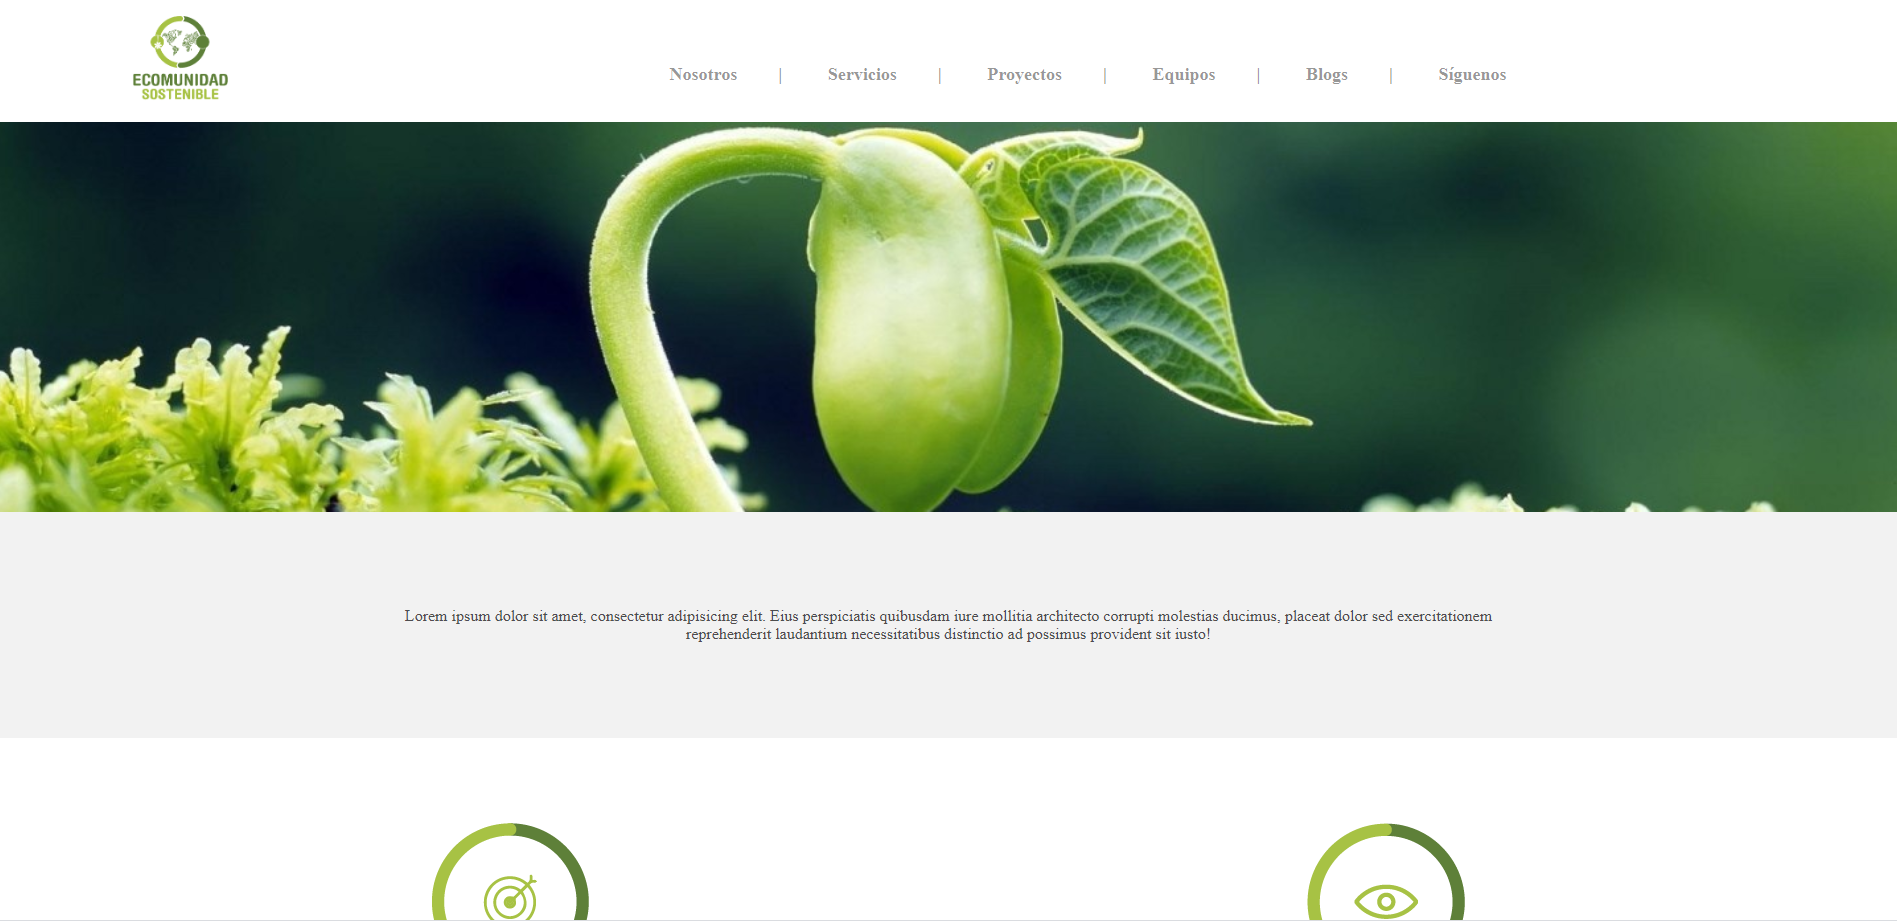 ECOMUNIDAD
SOSTENIBLE
Nosotros | Servicios | Proyectos | Equipos | Blogs | Síguenos
Lorem ipsum dolor sit amet, consectetur adipisicing elit. Eius perspiciatis quibusdam iure mollitia architecto corrupti molestias ducimus, placeat dolor sed exercitationem
reprehenderit laudantium necessitatibus distinctio ad possimus provident sit iusto!